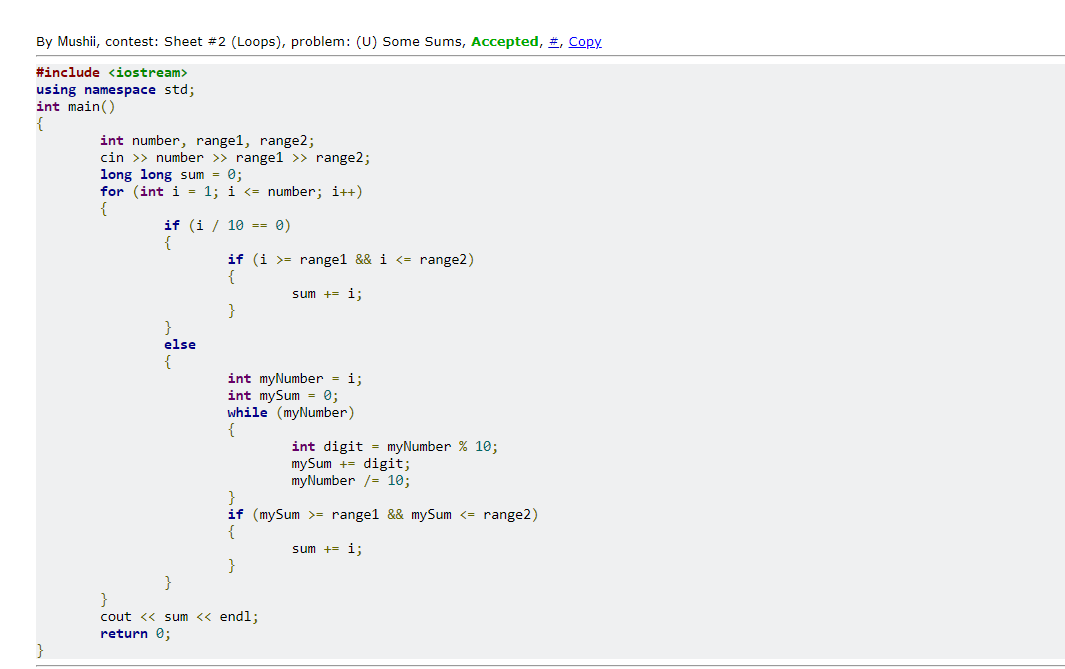 By Mushii, contest: Sheet #2 (Loops), problem: (U) Some Sums, Accepted, #, Copy
#include <iostream>
using namespace std;
int main()
{
int number, range1, range2;
cin >> number >> range1 >> range2;
long long sum = 0;
for (int i = 1; i <= number; i++)
{
if (i / 10 == 0)
{
if (i >= range1 && i <= range2)
{
sum += i;
}
}
else
{
int myNumber = i;
int mySum = 0;
while (myNumber)
{
int digit = myNumber % 10;
mySum += digit;
myNumber /= 10;
}
if (mySum >= range1 && mySum <= range2)
{
sum += i;
}
}
}
cout << sum << endl;
return 0;
}